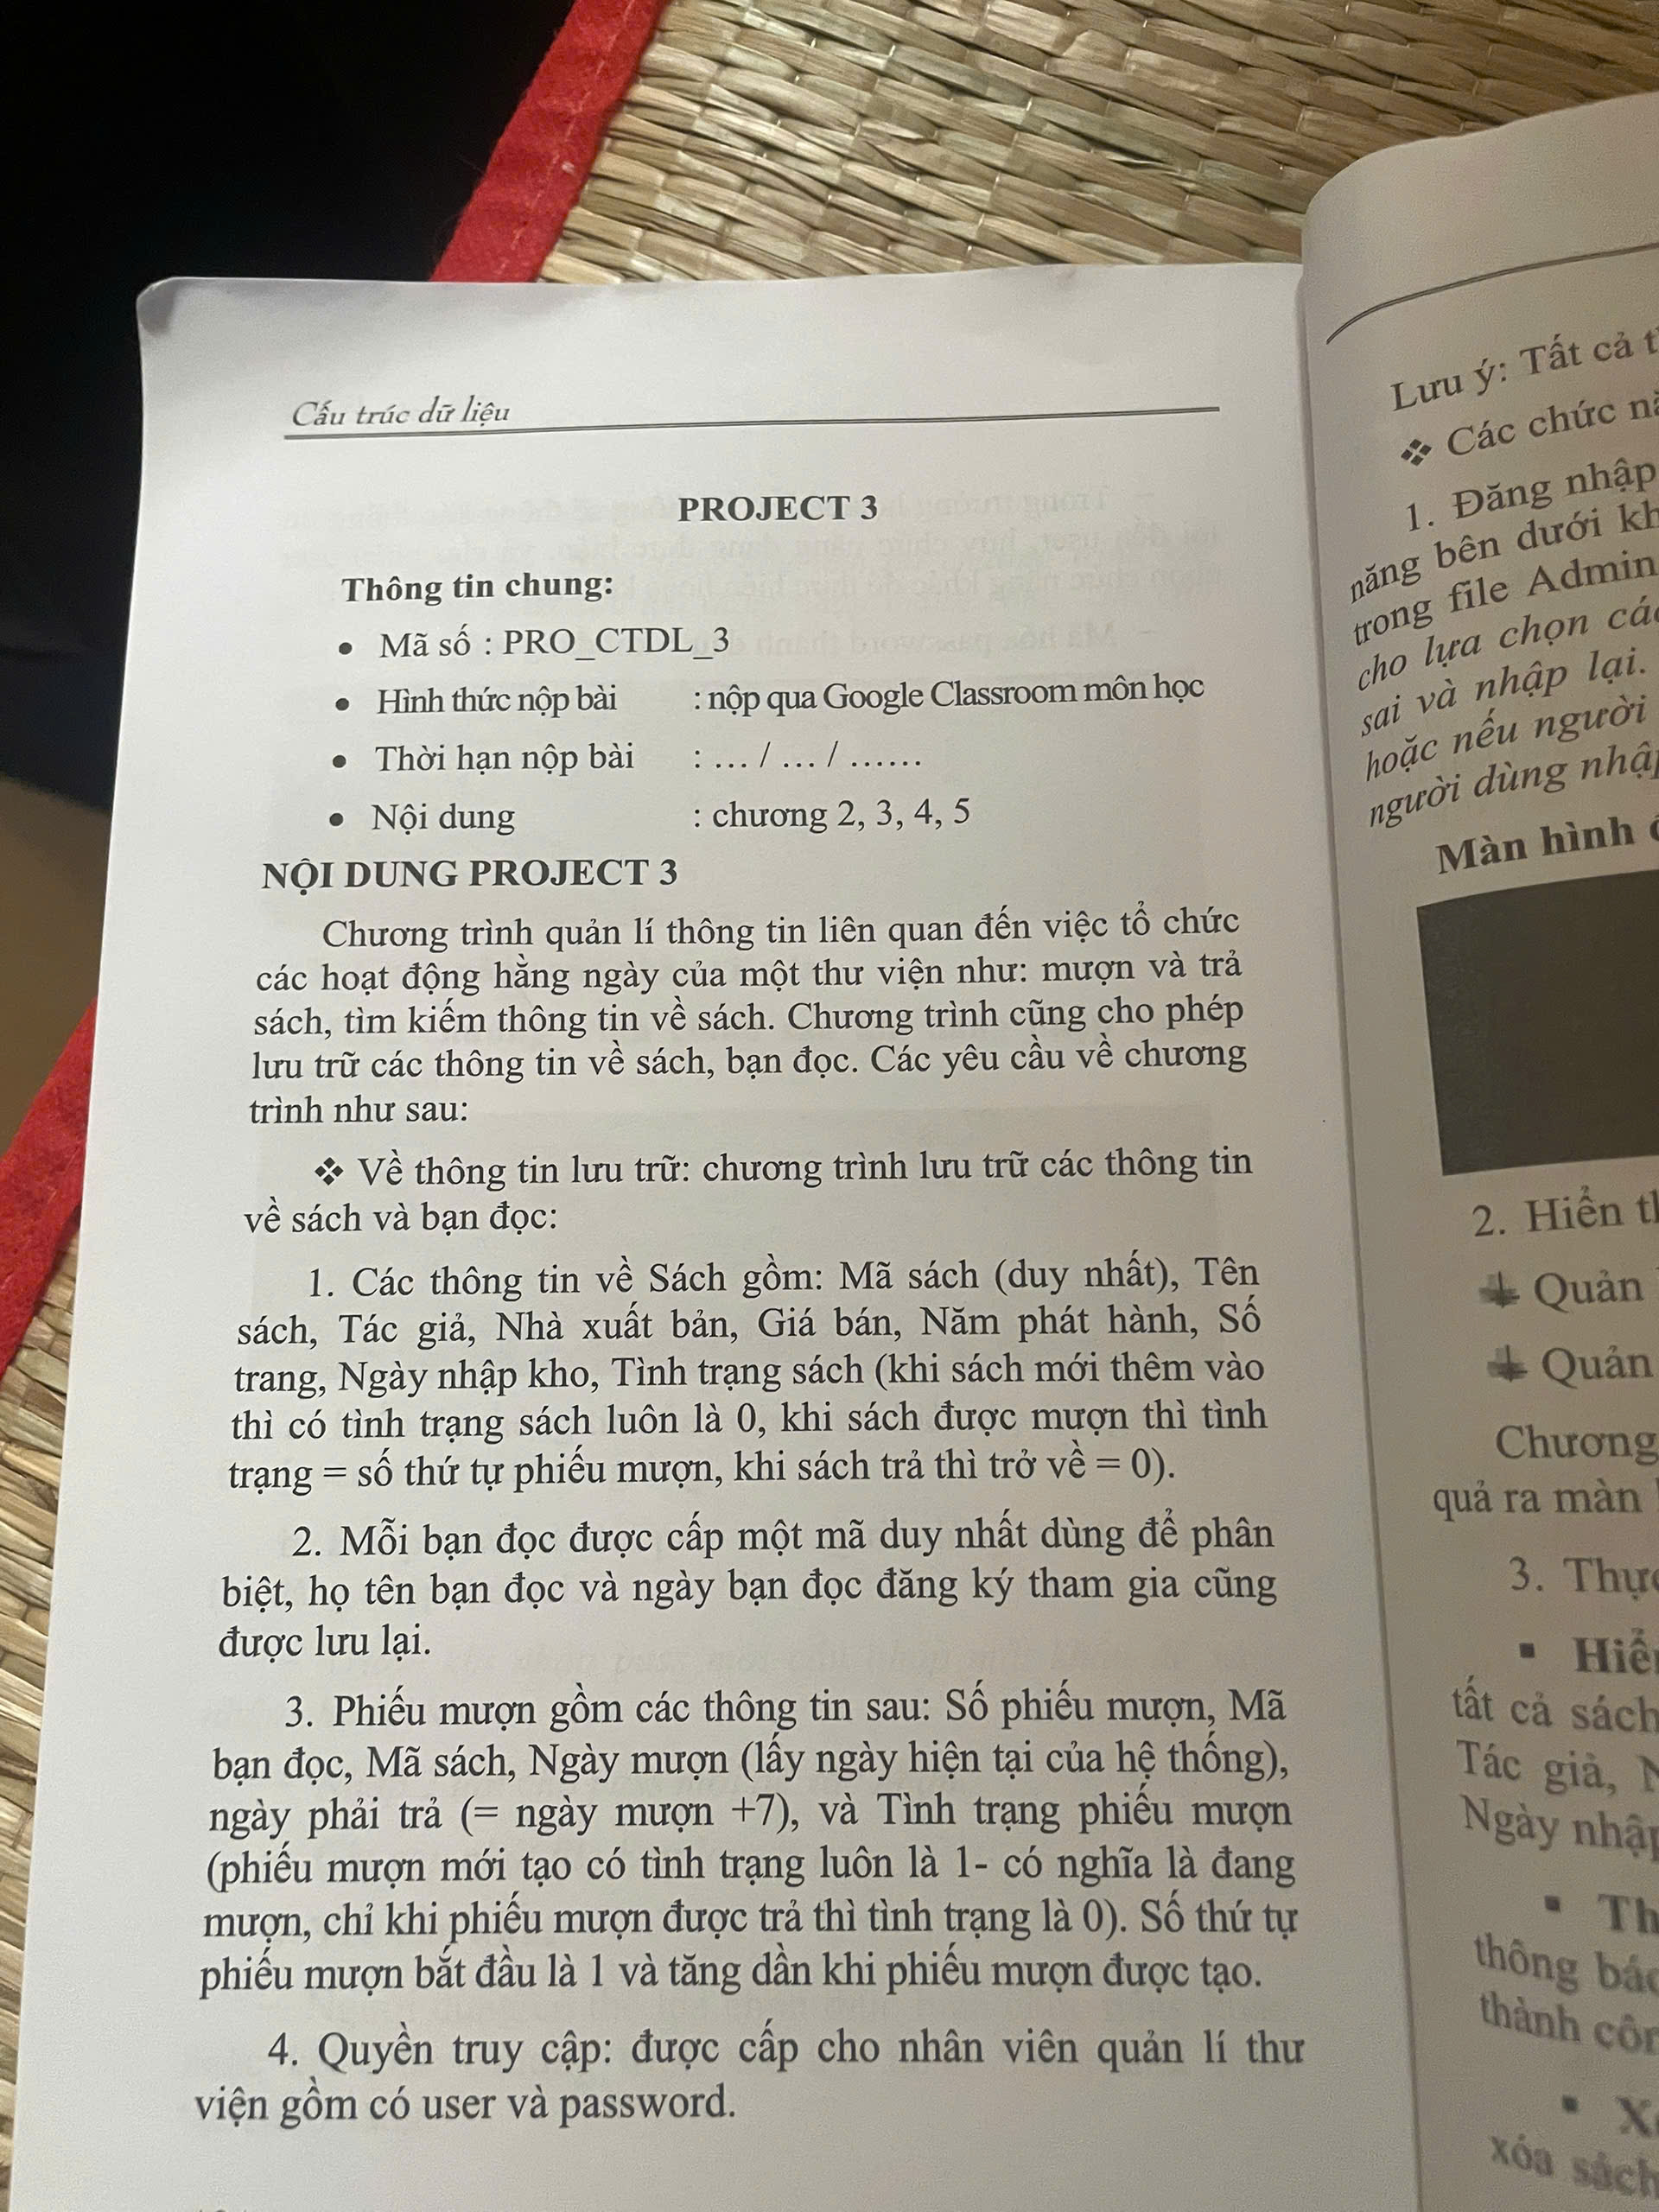 Cấu trúc dữ liệu
PROJECT 3
Thông tin chung:
• Mã số : PRO_CTDL_3
• Hình thức nộp bài : nộp qua Google Classroom môn học
• Thời hạn nộp bài : ... / ... / ......
• Nội dung : chương 2, 3, 4, 5
NỘI DUNG PROJECT 3
Chương trình quản lí thông tin liên quan đến việc tổ chức
các hoạt động hằng ngày của một thư viện như: mượn và trả
sách, tìm kiếm thông tin về sách. Chương trình cũng cho phép
lưu trữ các thông tin về sách, bạn đọc. Các yêu cầu về chương
trình như sau:
❖ Về thông tin lưu trữ: chương trình lưu trữ các thông tin
về sách và bạn đọc:
1. Các thông tin về Sách gồm: Mã sách (duy nhất), Tên
sách, Tác giả, Nhà xuất bản, Giá bán, Năm phát hành, Số
trang, Ngày nhập kho, Tình trạng sách (khi sách mới thêm vào
thì có tình trạng sách luôn là 0, khi sách được mượn thì tình
trạng = số thứ tự phiếu mượn, khi sách trả thì trở về = 0).
2. Mỗi bạn đọc được cấp một mã duy nhất dùng để phân
biệt, họ tên bạn đọc và ngày bạn đọc đăng ký tham gia cũng
được lưu lại.
3. Phiếu mượn gồm các thông tin sau: Số phiếu mượn, Mã
bạn đọc, Mã sách, Ngày mượn (lấy ngày hiện tại của hệ thống),
ngày phải trả (= ngày mượn +7), và Tình trạng phiếu mượn
(phiếu mượn mới tạo có tình trạng luôn là 1- có nghĩa là đang
mượn, chỉ khi phiếu mượn được trả thì tình trạng là 0). Số thứ tự
phiếu mượn bắt đầu là 1 và tăng dần khi phiếu mượn được tạo.
4. Quyền truy cập: được cấp cho nhân viên quản lí thư
viện gồm có user và password.
Lưu ý: Tất cả
❖ Các chức
1. Đăng nhập
năng bên dưới
trong file Admin
cho lựa chọn
sai và nhập lại.
hoặc nếu người
người dùng
Màn hình
2. Hiển
Quản
Quản
Chương
quả ra màn
3.
▪
tất cả sách
Tác giả,
Ngày
▪
thông
thành
▪
xóa sách